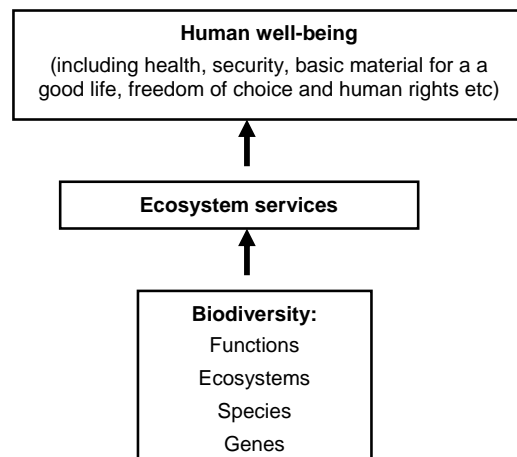 Human well-being
(including health, security, basic material for a a
good life, freedom of choice and human rights etc)
Ecosystem services
Biodiversity:
Functions
Ecosystems
Species
Genes